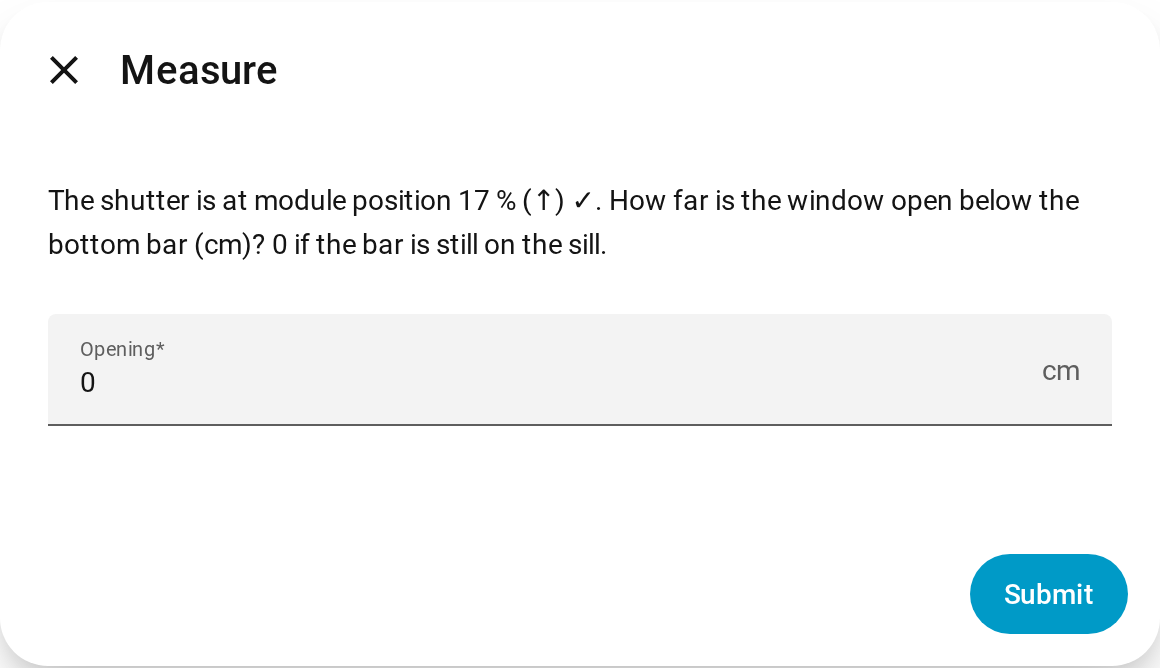 Measure
The shutter is at module position 17 % (↑) ✓. How far is the window open below the
bottom bar (cm)? 0 if the bar is still on the sill.
Opening*
0
cm
Submit